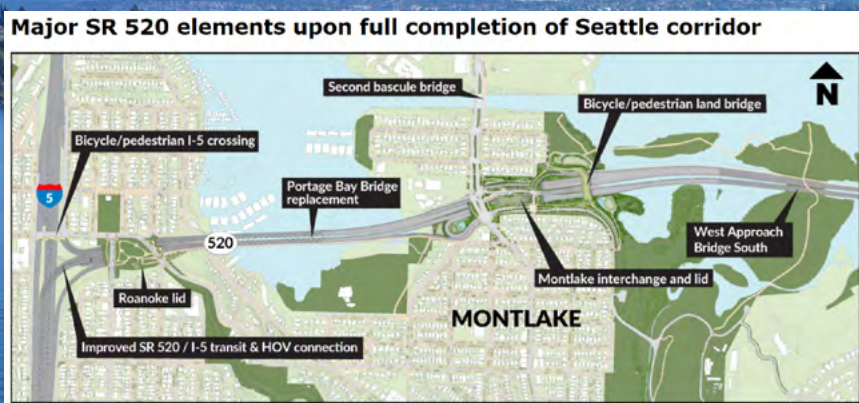 Major SR 520 elements upon full completion of Seattle corridor
Second bascule bridge
Bicycle/pedestrian land bridge
N
Bicycle/pedestrian I-5 crossing
5
Portage Bay Bridge
replacement
520
West Approach
Bridge South
Roanoke lid
Montlake interchange and lid
MONTLAKE
Improved SR 520 / I-5 transit & HOV connection